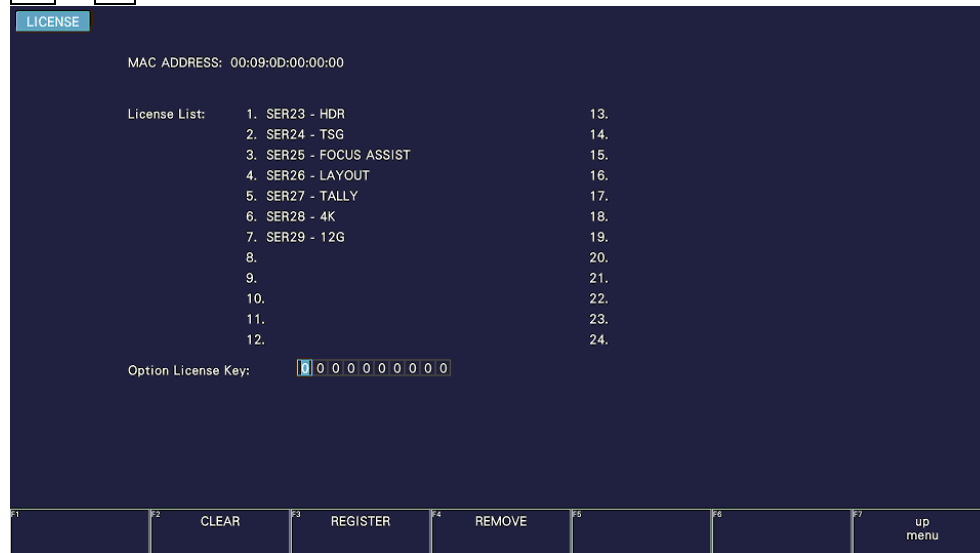 LICENSE
MAC ADDRESS: 00:09:0D:00:00:00
License List: 1. SER23 - HDR 13.
2. SER24 - TSG 14.
3. SER25 - FOCUS ASSIST 15.
4. SER26 - LAYOUT 16.
5. SER27 - TALLY 17.
6. SER28 - 4K 18.
7. SER29 - 12G 19.
8. 20.
9. 21.
10. 22.
11. 23.
12. 24.
Option License Key: 0 0 0 0 0 0 0 0 0 0
F1 F2 CLEAR F3 REGISTER F4 REMOVE F5 F6 F7 up
menu